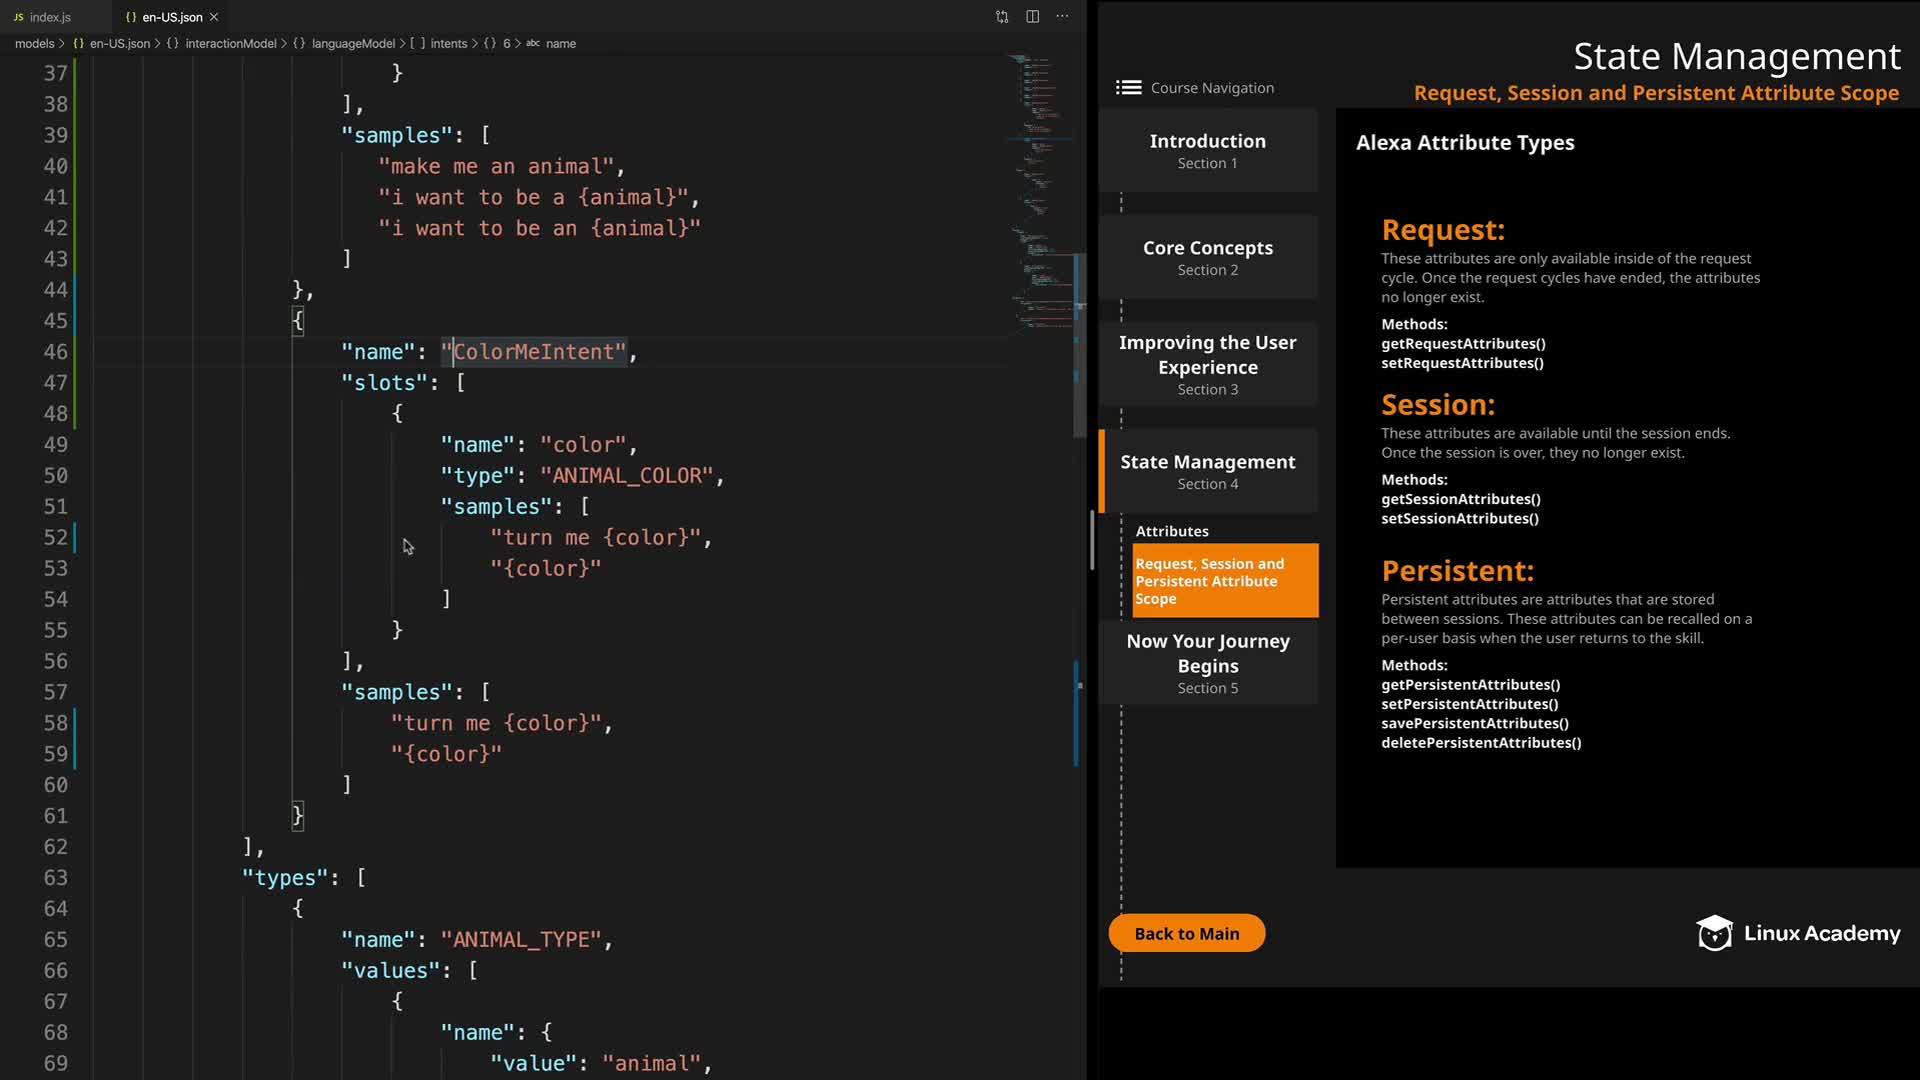 JS index.js
{} en-US.json ×
models > {} en-US.json > {} interactionModel > {} languageModel > [ ] intents > {} 6 > abc name
37 }
38 ],
39 "samples": [
40 "make me an animal",
41 "i want to be a {animal}",
42 "i want to be an {animal}"
43 ]
44 },
45 {
46 "name": "ColorMeIntent",
47 "slots": [
48 {
49 "name": "color",
50 "type": "ANIMAL_COLOR",
51 "samples": [
52 "turn me {color}",
53 "{color}"
54 ]
55 }
56 ],
57 "samples": [
58 "turn me {color}",
59 "{color}"
60 ]
61 }
62 ],
63 "types": [
64 {
65 "name": "ANIMAL_TYPE",
66 "values": [
67 {
68 "name": {
69 "value": "animal",
State Management
Request, Session and Persistent Attribute Scope
Course Navigation
Introduction
Section 1
Core Concepts
Section 2
Improving the User
Experience
Section 3
State Management
Section 4
Attributes
Request, Session and
Persistent Attribute
Scope
Now Your Journey
Begins
Section 5
Back to Main
Alexa Attribute Types
Request:
These attributes are only available inside of the request
cycle. Once the request cycles have ended, the attributes
no longer exist.
Methods:
getRequestAttributes()
setRequestAttributes()
Session:
These attributes are available until the session ends.
Once the session is over, they no longer exist.
Methods:
getSessionAttributes()
setSessionAttributes()
Persistent:
Persistent attributes are attributes that are stored
between sessions. These attributes can be recalled on a
per-user basis when the user returns to the skill.
Methods:
getPersistentAttributes()
setPersistentAttributes()
savePersistentAttributes()
deletePersistentAttributes()
Linux Academy